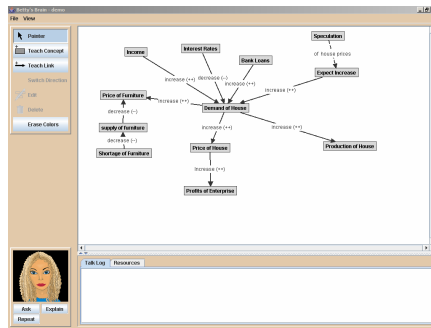 Betty's Brain - demo
File View
Pointer
Teach Concept
Teach Link
Switch Direction
Edit
Delete
Erase Colors
Speculation
of house prices
Expect Increase
Income
Interest Rates
Bank Loans
increase (++)
decrease (--)
increase (++)
increase (++)
Price of Furniture
increase (++)
Demand of House
decrease (--)
supply of furniture
decrease (--)
Shortage of Furniture
increase (++)
increase (++)
Price of House
Production of House
increase (++)
Profits of Enterprise
Talk Log Resources
Ask Explain
Repeat